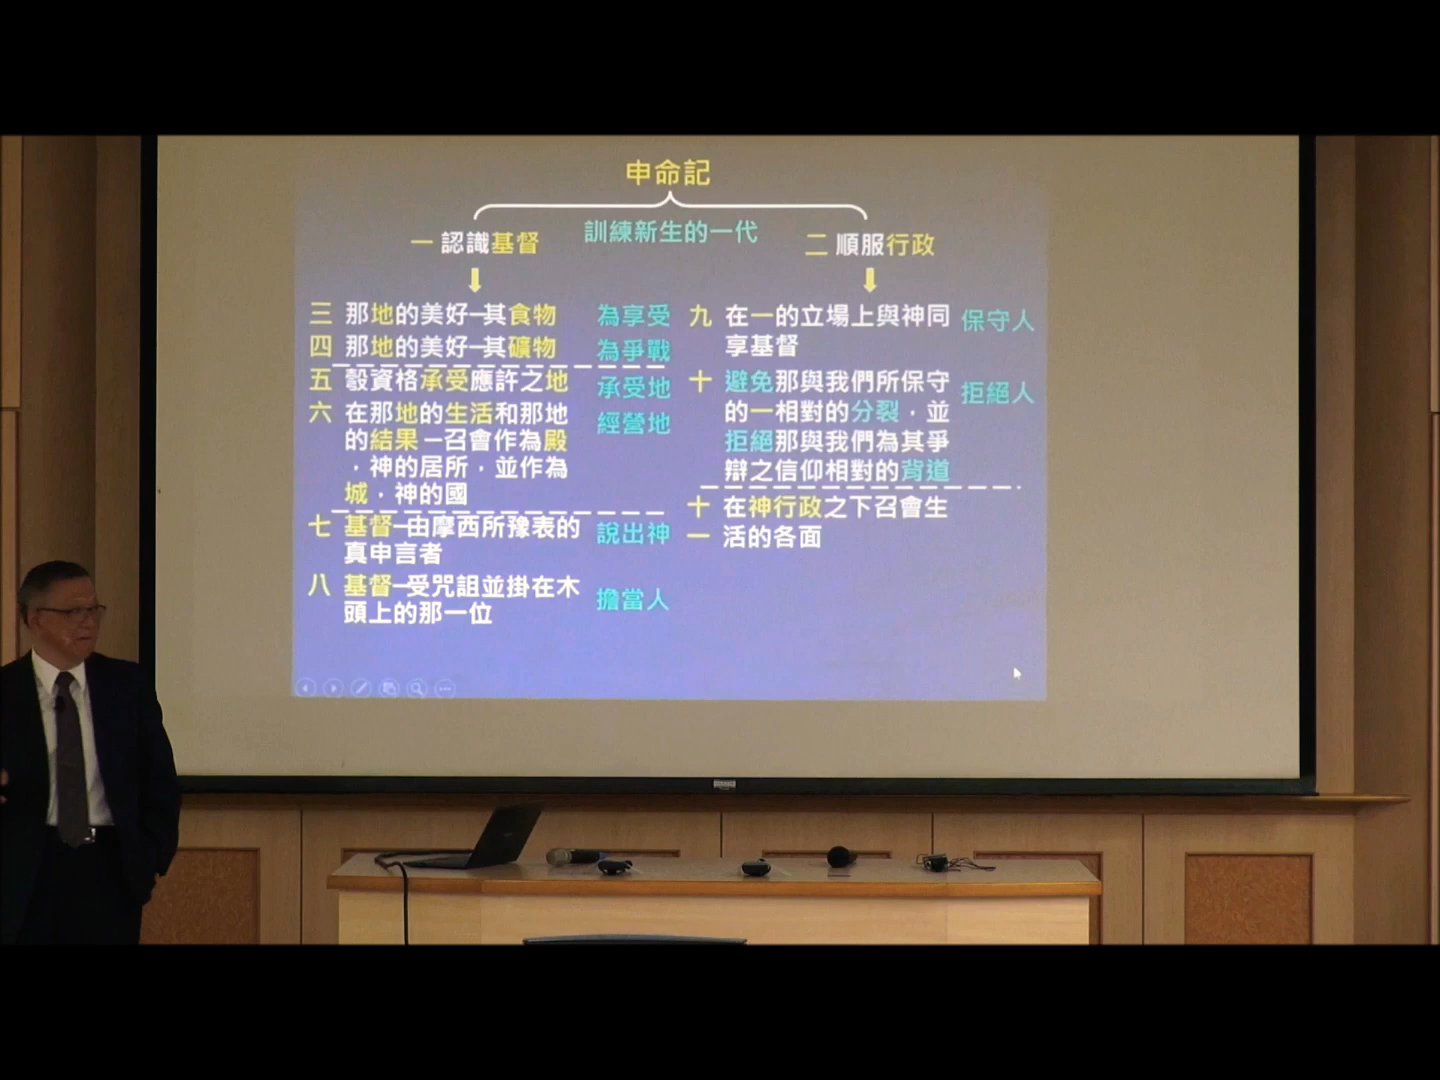 申命記
訓練新生的一代
一 認識基督
三 那地的美好─其食物 為享受
四 那地的美好─其礦物 為爭戰
五 彀資格承受應許之地 承受地
六 在那地的生活和那地 經營地
的結果─召會作為殿
，神的居所，並作為
城，神的國
七 基督─由摩西所豫表的 說出神
真申言者
八 基督─受咒詛並掛在木 擔當人
頭上的那一位
二 順服行政
九 在一的立場上與神同 保守人
享基督
十 避免那與我們所保守 拒絕人
的一相對的分裂，並
拒絕那與我們為其爭
辯之信仰相對的背道
十 在神行政之下召會生
一 活的各面